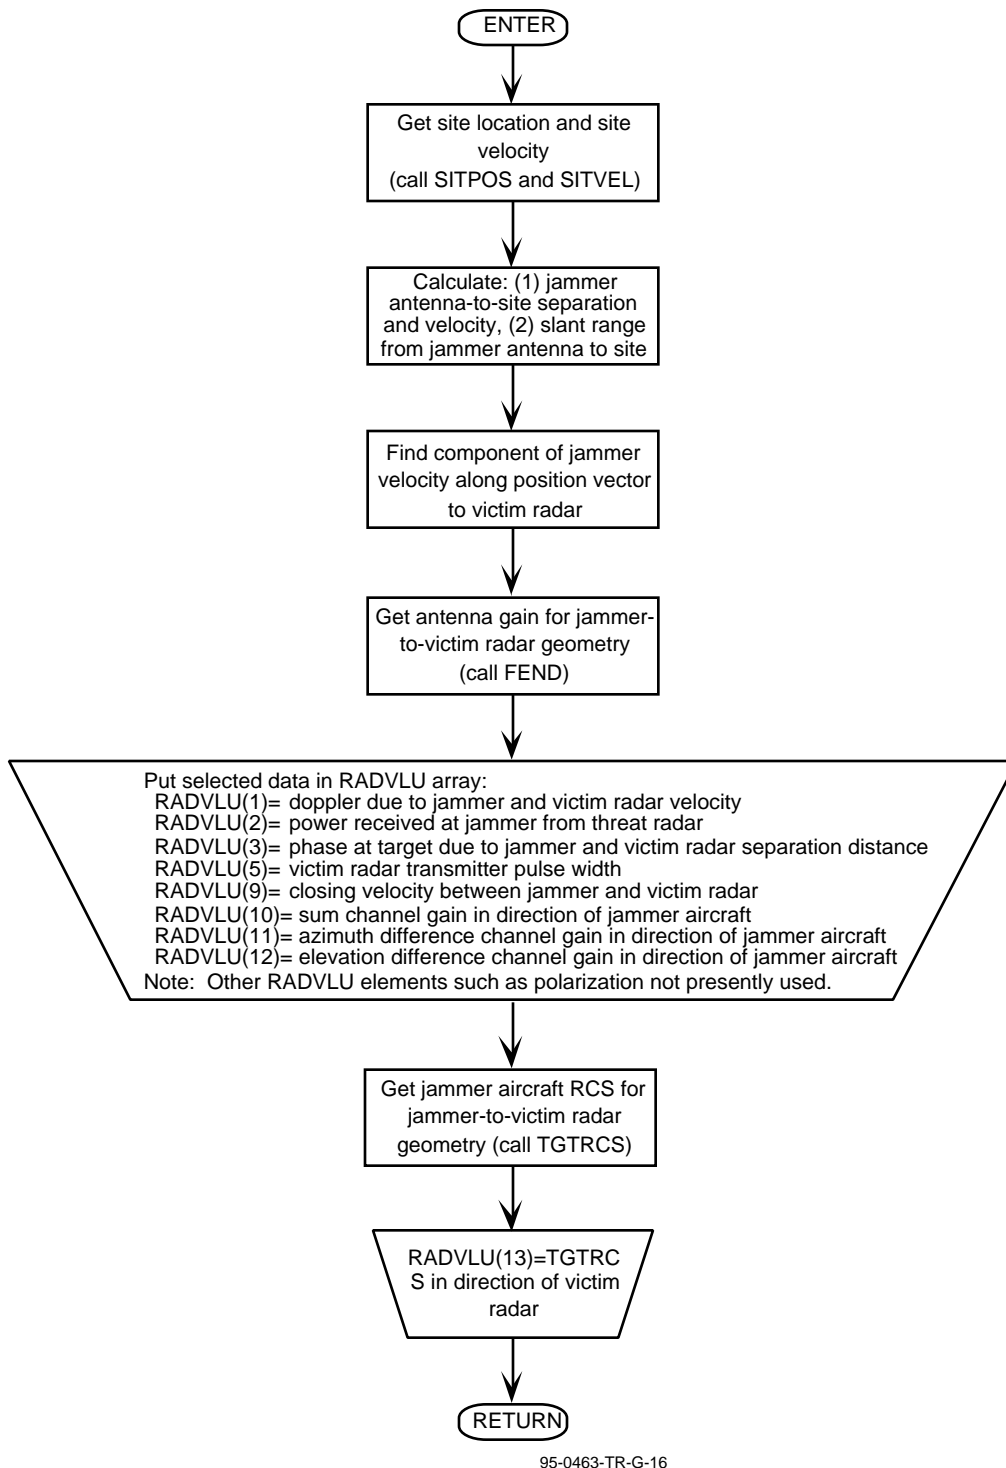 ENTER
Get site location and site
velocity
(call SITPOS and SITVEL)
Calculate: (1) jammer
antenna-to-site separation
and velocity, (2) slant range
from jammer antenna to site
Find component of jammer
velocity along position vector
to victim radar
Get antenna gain for jammer-
to-victim radar geometry
(call FEND)
Put selected data in RADVLU array:
RADVLU(1)= doppler due to jammer and victim radar velocity
RADVLU(2)= power received at jammer from threat radar
RADVLU(3)= phase at target due to jammer and victim radar separation distance
RADVLU(5)= victim radar transmitter pulse width
RADVLU(9)= closing velocity between jammer and victim radar
RADVLU(10)= sum channel gain in direction of jammer aircraft
RADVLU(11)= azimuth difference channel gain in direction of jammer aircraft
RADVLU(12)= elevation difference channel gain in direction of jammer aircraft
Note: Other RADVLU elements such as polarization not presently used.
Get jammer aircraft RCS for
jammer-to-victim radar
geometry (call TGTRCS)
RADVLU(13)=TGTRC
S in direction of victim
radar
RETURN
95-0463-TR-G-16